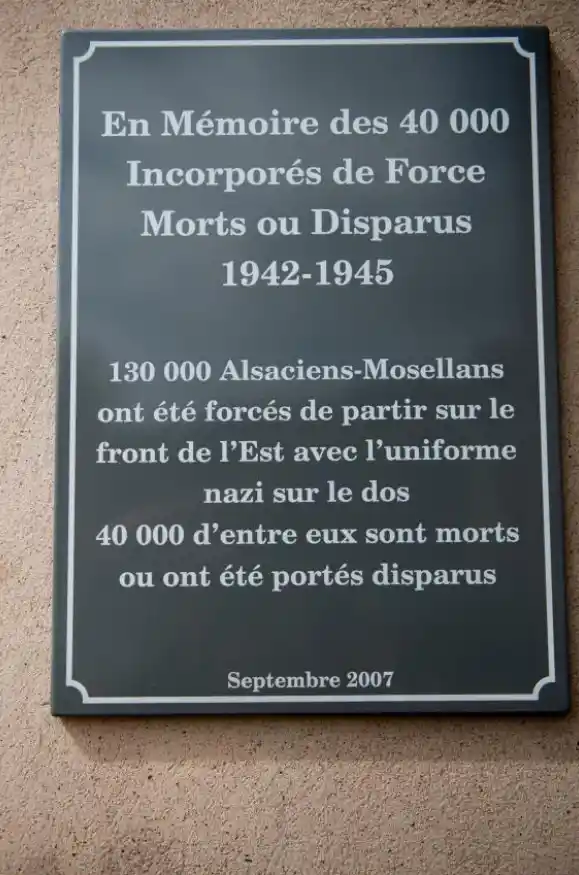 En Mémoire des 40 000
Incorporés de Force
Morts ou Disparus
1942-1945
130 000 Alsaciens-Mosellans
ont été forcés de partir sur le
front de l'Est avec l'uniforme
nazi sur le dos
40 000 d'entre eux sont morts
ou ont été portés disparus
Septembre 2007